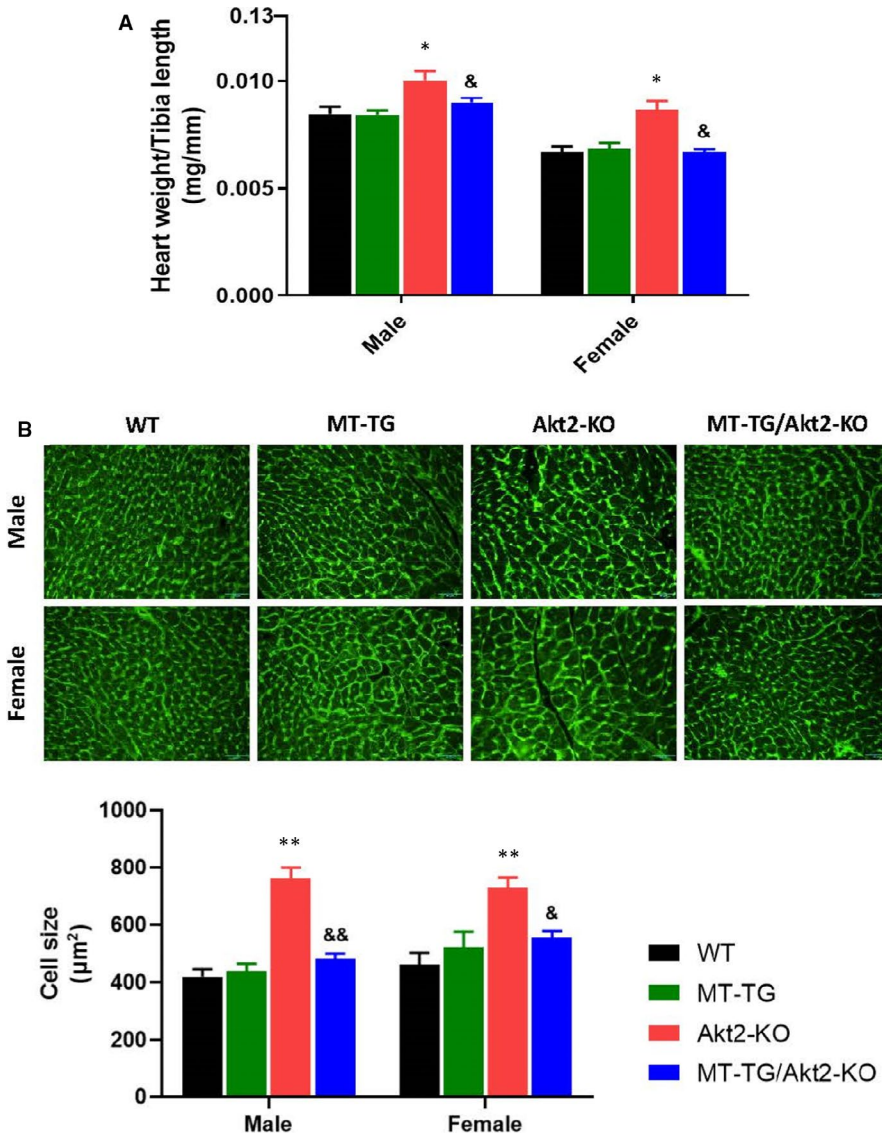 A
Heart weight/Tibia length
(mg/mm)
0.13
0.010
0.005
0.000
*
&
*
&
Male
Female
B
WT
MT-TG
Akt2-KO
MT-TG/Akt2-KO
Male
Female
Cell size
(µm²)
1000
800
600
400
200
0
**
&&
**
&
Male
Female
WT
MT-TG
Akt2-KO
MT-TG/Akt2-KO